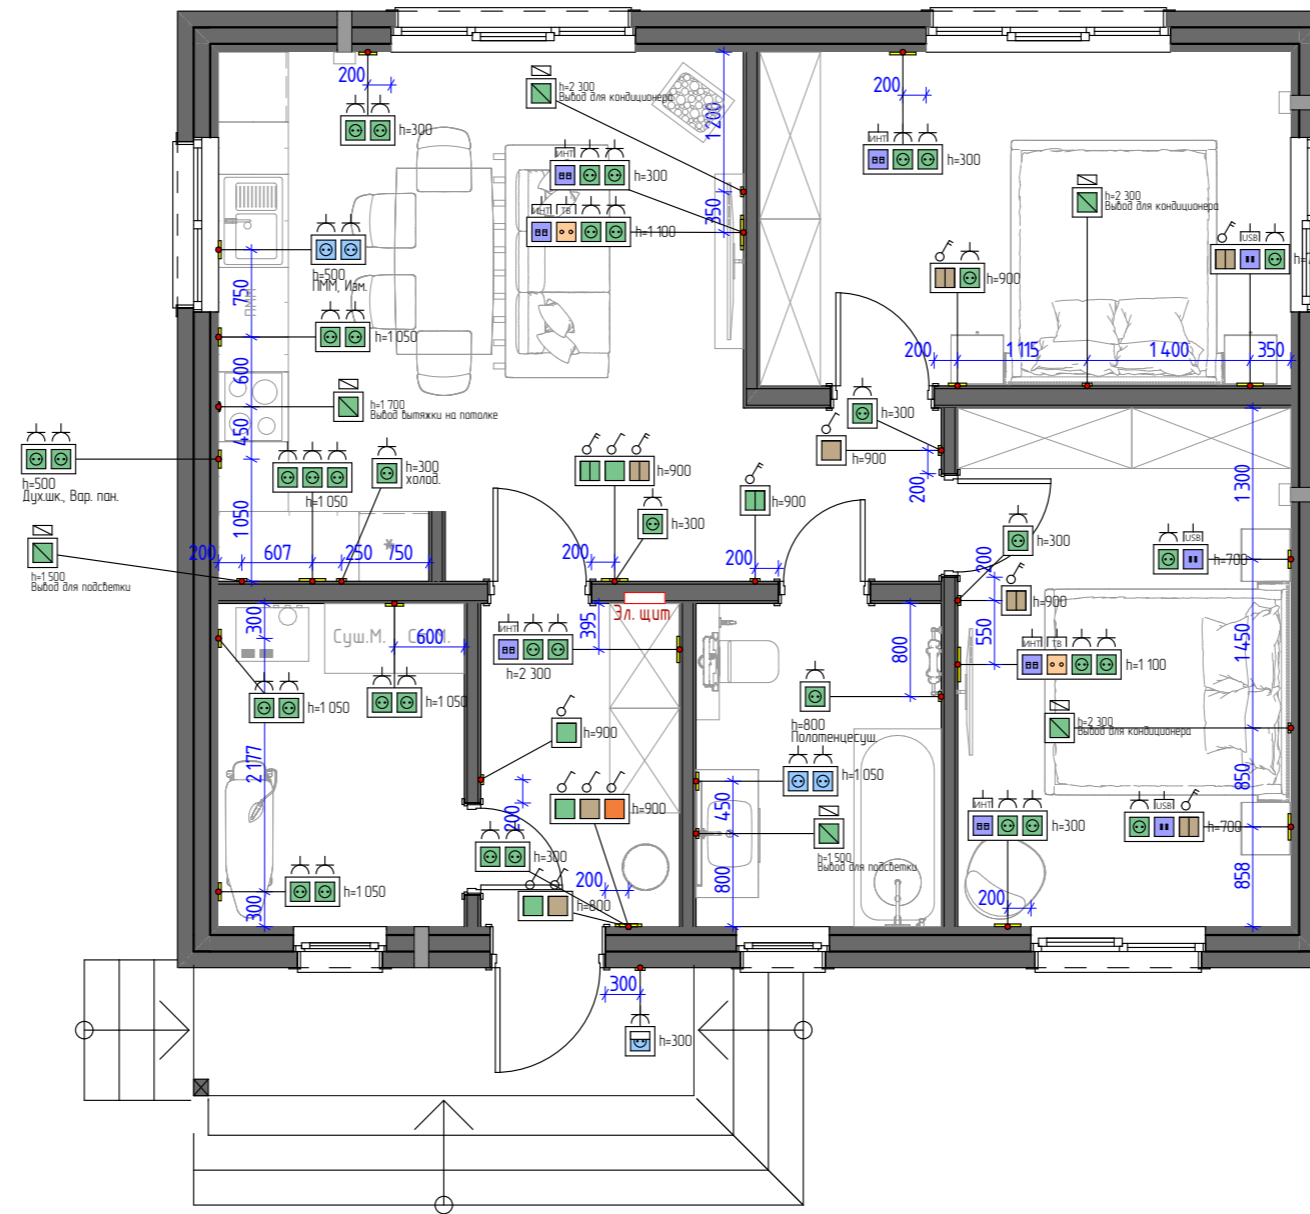 200
h=300
h=2 300
Вывод для кондиционера
1 200
ИНТ
h=300
350
ИНТ
ТВ
h=1 100
200
ИНТ
h=300
h=2 300
Вывод для кондиционера
USB
h=900
200
1 115
1 400
350
h=500
ПММ, Изм.
750
h=1 050
600
h=1 700
Вывод вытяжки на потолке
450
h=500
Дух.шк., Вар. пан.
h=1 050
h=300
холод.
1 050
h=1 500
Вывод для подсветки
200
607
250
750
h=900
h=300
200
h=900
200
h=300
h=900
200
1 300
h=300
200
USB
h=700
h=900
550
ИНТ
ТВ
h=1 100
1 450
h=2 300
Вывод для кондиционера
850
ИНТ
h=300
USB
h=700
200
858
Эл. щит
395
ИНТ
h=2 300
300
Суш.М.
600
h=1 050
h=1 050
2 177
h=900
h=900
200
h=300
200
h=800
h=1 050
300
800
h=800
Полотенцесуш.
h=1 050
450
h=1 500
Вывод для подсветки
800
300
h=300